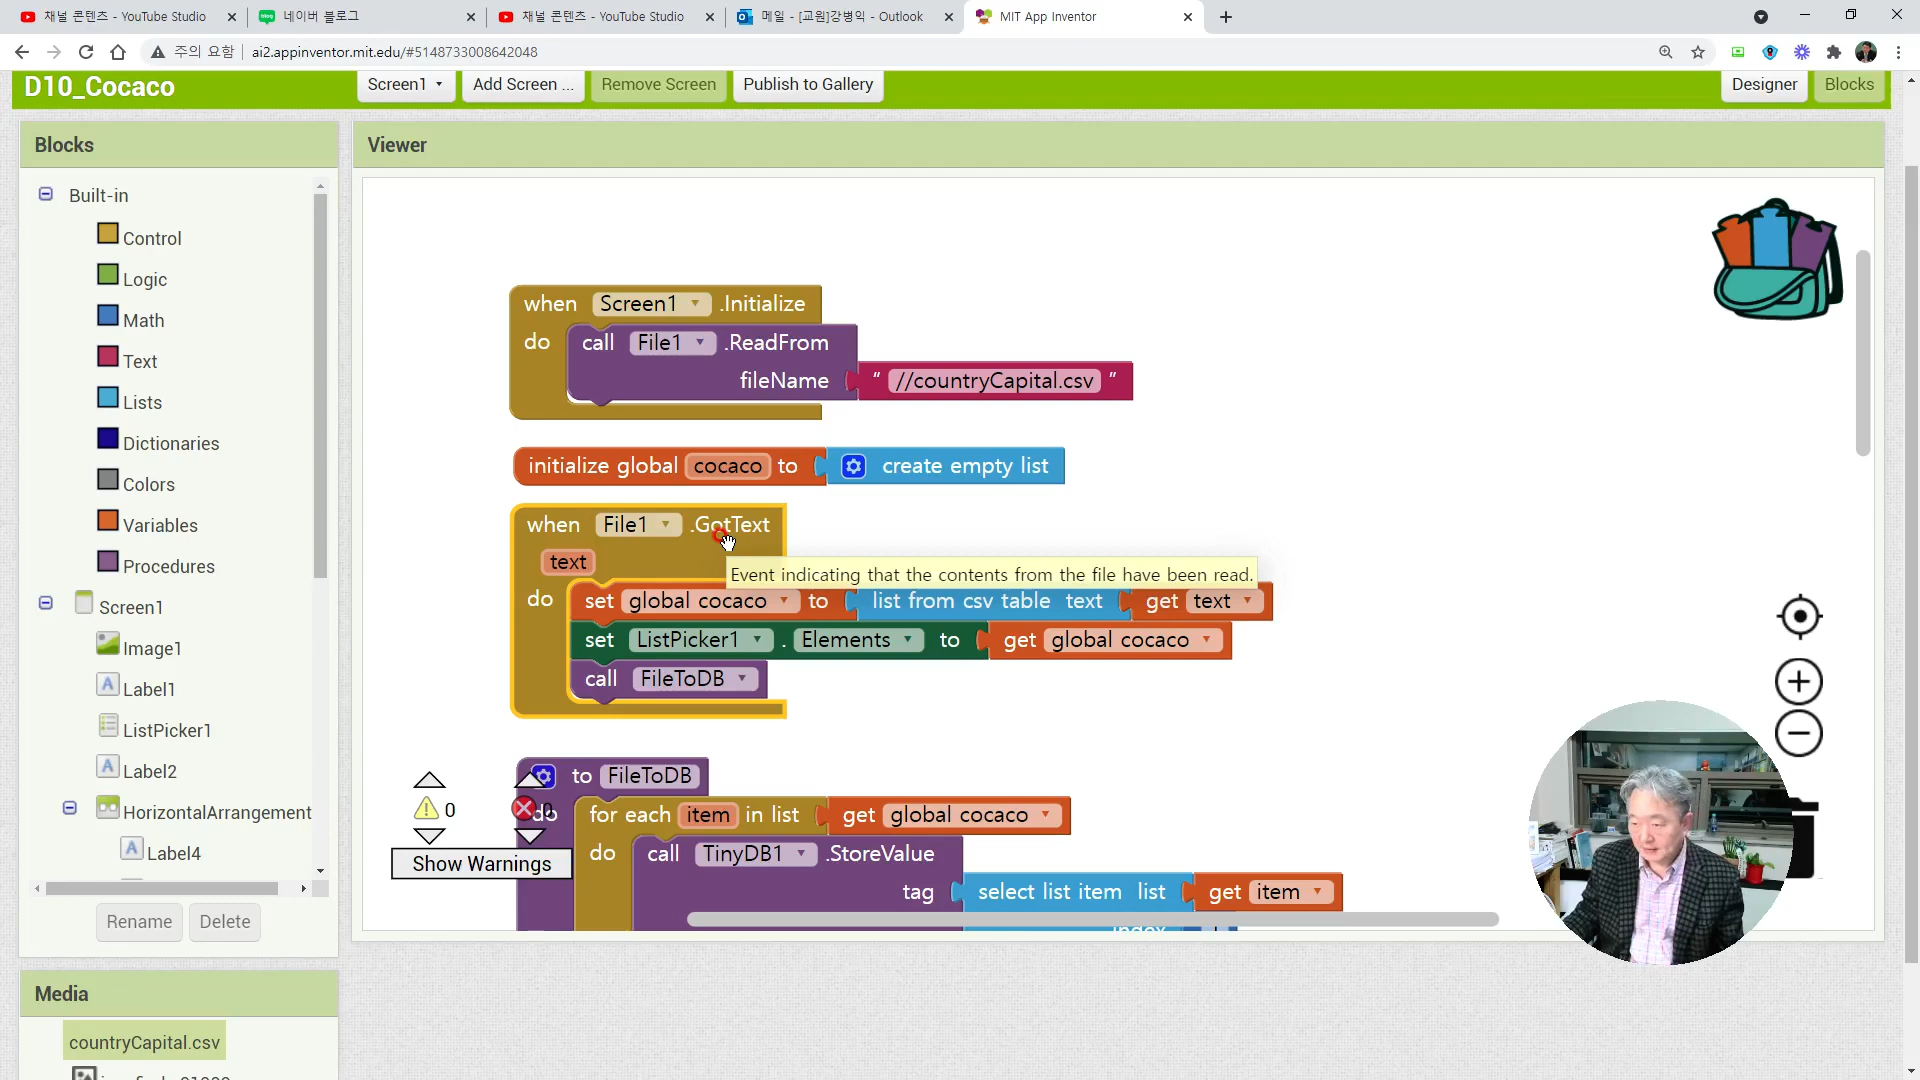 채널 콘텐츠 - YouTube Studio
네이버 블로그
채널 콘텐츠 - YouTube Studio
메일 - [교원]강병익 - Outlook
MIT App Inventor
주의 요함
ai2.appinventor.mit.edu/#5148733008642048
D10_Cocaco
Screen1
Add Screen ...
Remove Screen
Publish to Gallery
Designer
Blocks
Blocks
Viewer
Built-in
Control
Logic
Math
Text
Lists
Dictionaries
Colors
Variables
Procedures
Screen1
Image1
Label1
ListPicker1
Label2
HorizontalArrangement
Label4
Rename
Delete
Media
countryCapital.csv
when Screen1 .Initialize
do call File1 .ReadFrom
fileName " //countryCapital.csv "
initialize global cocaco to create empty list
when File1 .GotText
text
Event indicating that the contents from the file have been read.
do set global cocaco to list from csv table text get text
set ListPicker1 . Elements to get global cocaco
call FileToDB
to FileToDB
do for each item in list get global cocaco
do call TinyDB1 .StoreValue
tag select list item list get item
0
Show Warnings